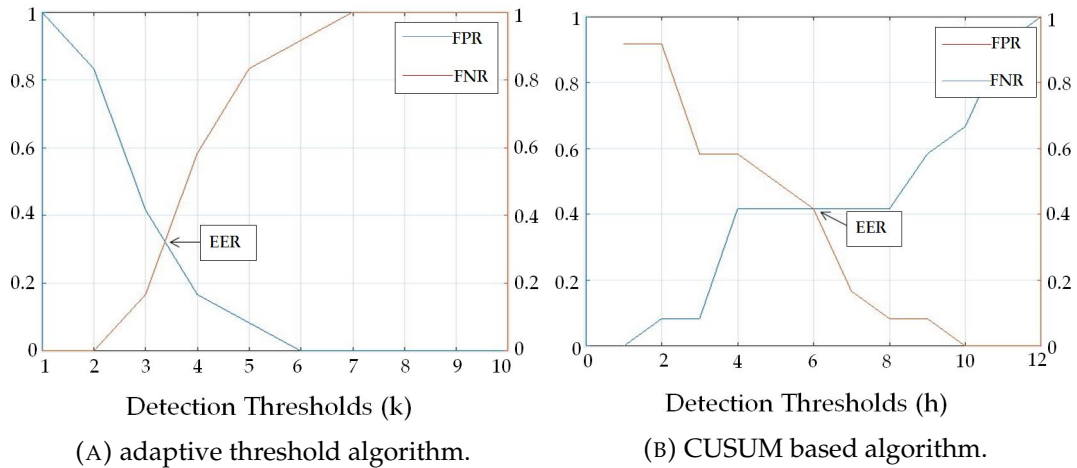 1
0.8
0.6
0.4
0.2
0
1
0.8
0.6
0.4
0.2
0
FPR
FNR
EER
1 2 3 4 5 6 7 8 9 10
Detection Thresholds (k)
(A) adaptive threshold algorithm.
1
0.8
0.6
0.4
0.2
0
1
0.8
0.6
0.4
0.2
0
FPR
FNR
EER
0 2 4 6 8 10 12
Detection Thresholds (h)
(B) CUSUM based algorithm.